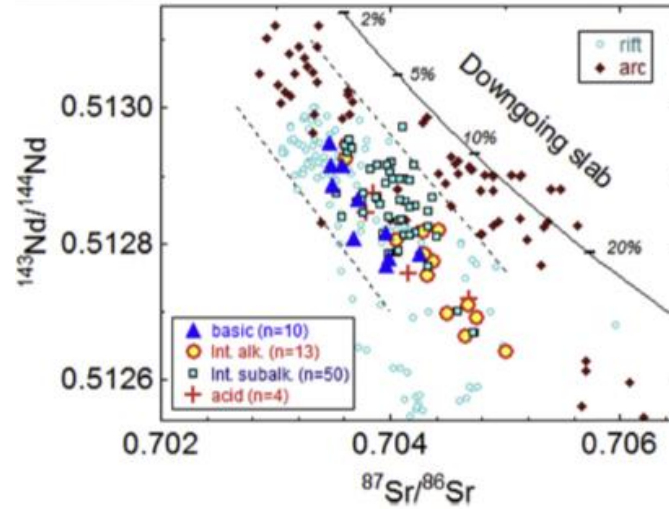 2%
5%
10%
20%
Downgoing slab
rift
arc
0.5130
0.5128
0.5126
¹⁴³Nd/¹⁴⁴Nd
basic (n=10)
Int. alk. (n=13)
Int. subalk. (n=50)
acid (n=4)
0.702
0.704
0.706
⁸⁷Sr/⁸⁶Sr